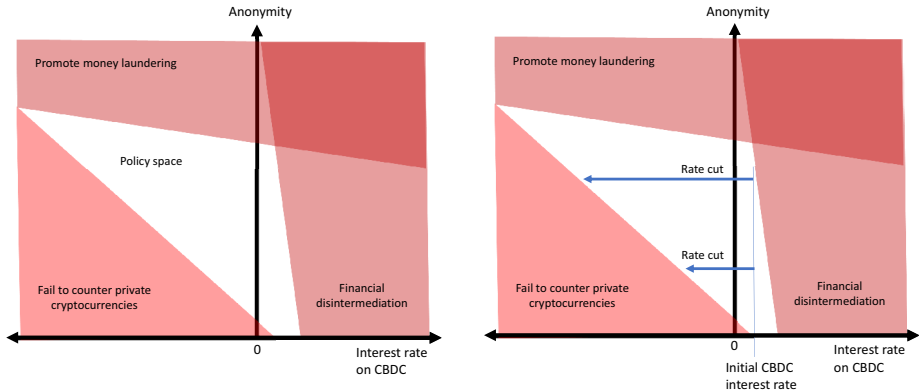 Anonymity
Promote money laundering
Policy space
Fail to counter private
cryptocurrencies
Financial
disintermediation
0
Interest rate
on CBDC
Anonymity
Promote money laundering
Rate cut
Rate cut
Fail to counter private
cryptocurrencies
Financial
disintermediation
0
Initial CBDC
interest rate
Interest rate
on CBDC